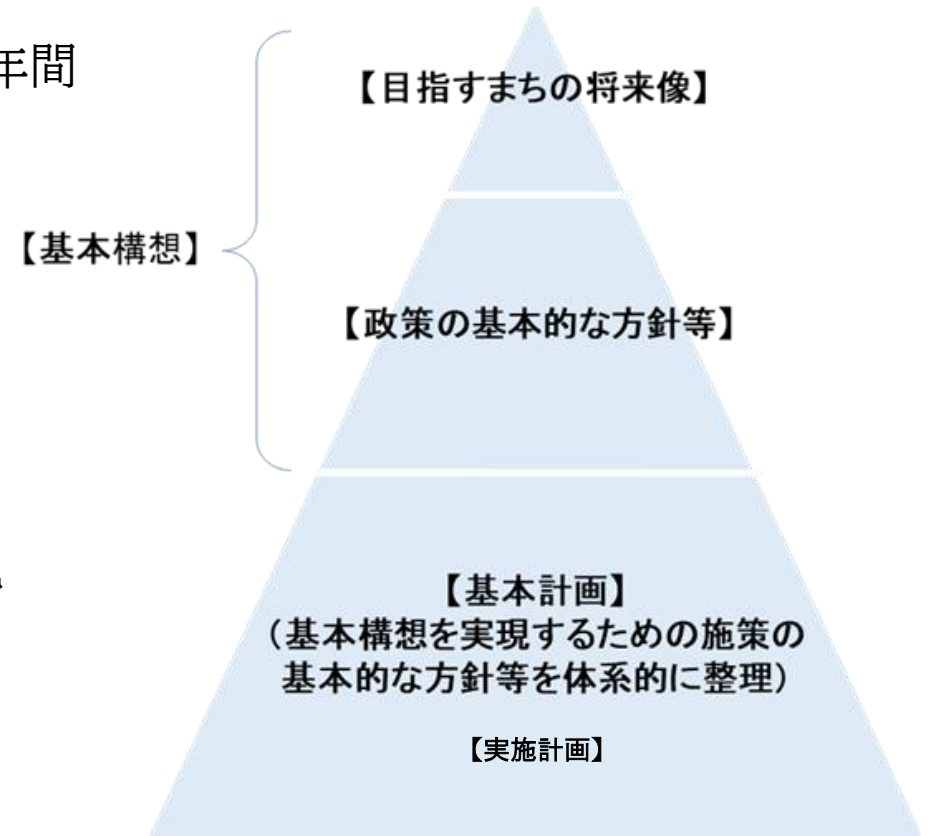 年間
【目指すまちの将来像】
【基本構想】
【政策の基本的な方針等】
【基本計画】
（基本構想を実現するための施策の
基本的な方針等を体系的に整理）
【実施計画】